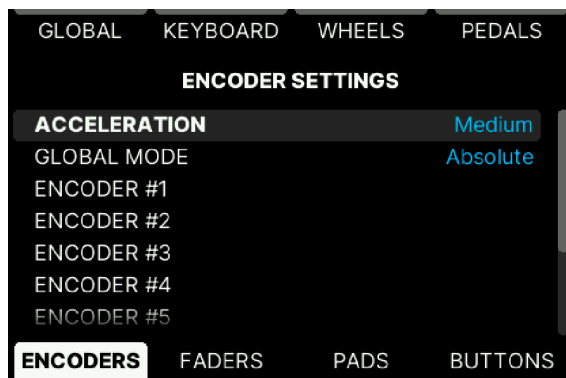 GLOBAL KEYBOARD WHEELS PEDALS
ENCODER SETTINGS
ACCELERATION Medium
GLOBAL MODE Absolute
ENCODER #1
ENCODER #2
ENCODER #3
ENCODER #4
ENCODER #5
ENCODERS FADERS PADS BUTTONS